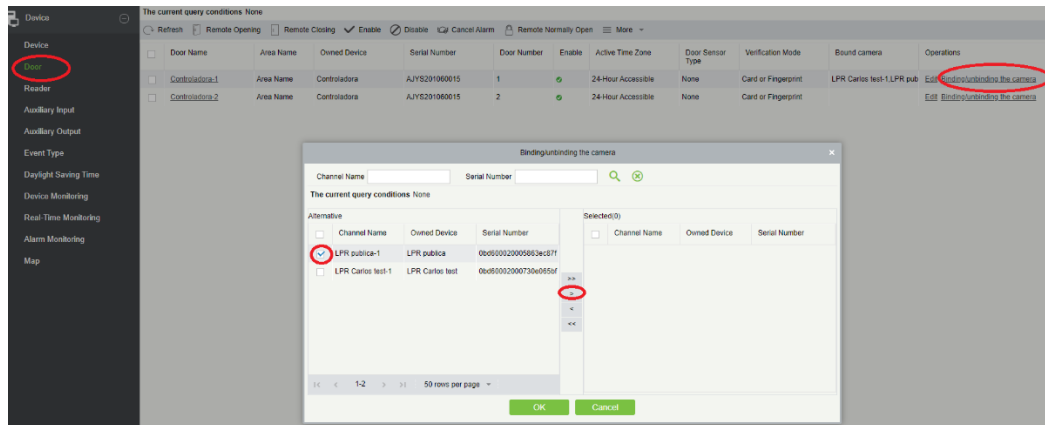 The current query conditions None
Device
Refresh Remote Opening Remote Closing Enable Disable Cancel Alarm Remote Normally Open More
Device
Door
Reader
Auxiliary Input
Auxiliary Output
Event Type
Daylight Saving Time
Device Monitoring
Real-Time Monitoring
Alarm Monitoring
Map
Door Name Area Name Owned Device Serial Number Door Number Enable Active Time Zone Door Sensor Type Verification Mode Bound camera Operations
Controladora-1 Area Name Controladora AJYS201060015 1 24-Hour Accessible None Card or Fingerprint LPR Carlos test-1,LPR pub Edit Binding/unbinding the camera
Controladora-2 Area Name Controladora AJYS201060015 2 24-Hour Accessible None Card or Fingerprint Edit Binding/unbinding the camera
Binding/unbinding the camera
Channel Name Serial Number
The current query conditions None
Alternative
Channel Name Owned Device Serial Number
LPR publica-1 LPR publica 0bd600020005863ec87f
LPR Carlos test-1 LPR Carlos test 0bd60002000730e065bf
>>
>
<
<<
Selected(0)
Channel Name Owned Device Serial Number
1-2 50 rows per page
OK Cancel